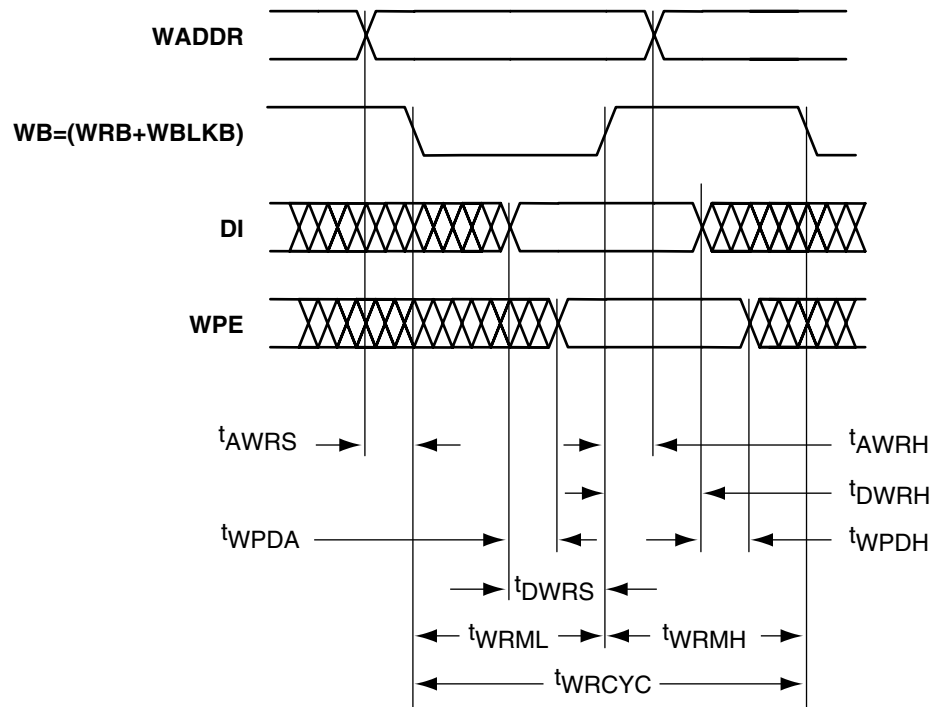 WADDR
WB=(WRB+WBLKB)
DI
WPE
tAWRS
tAWRH
tDWRH
tWPDA
tWPDH
tDWRS
tWRML
tWRMH
tWRCYC